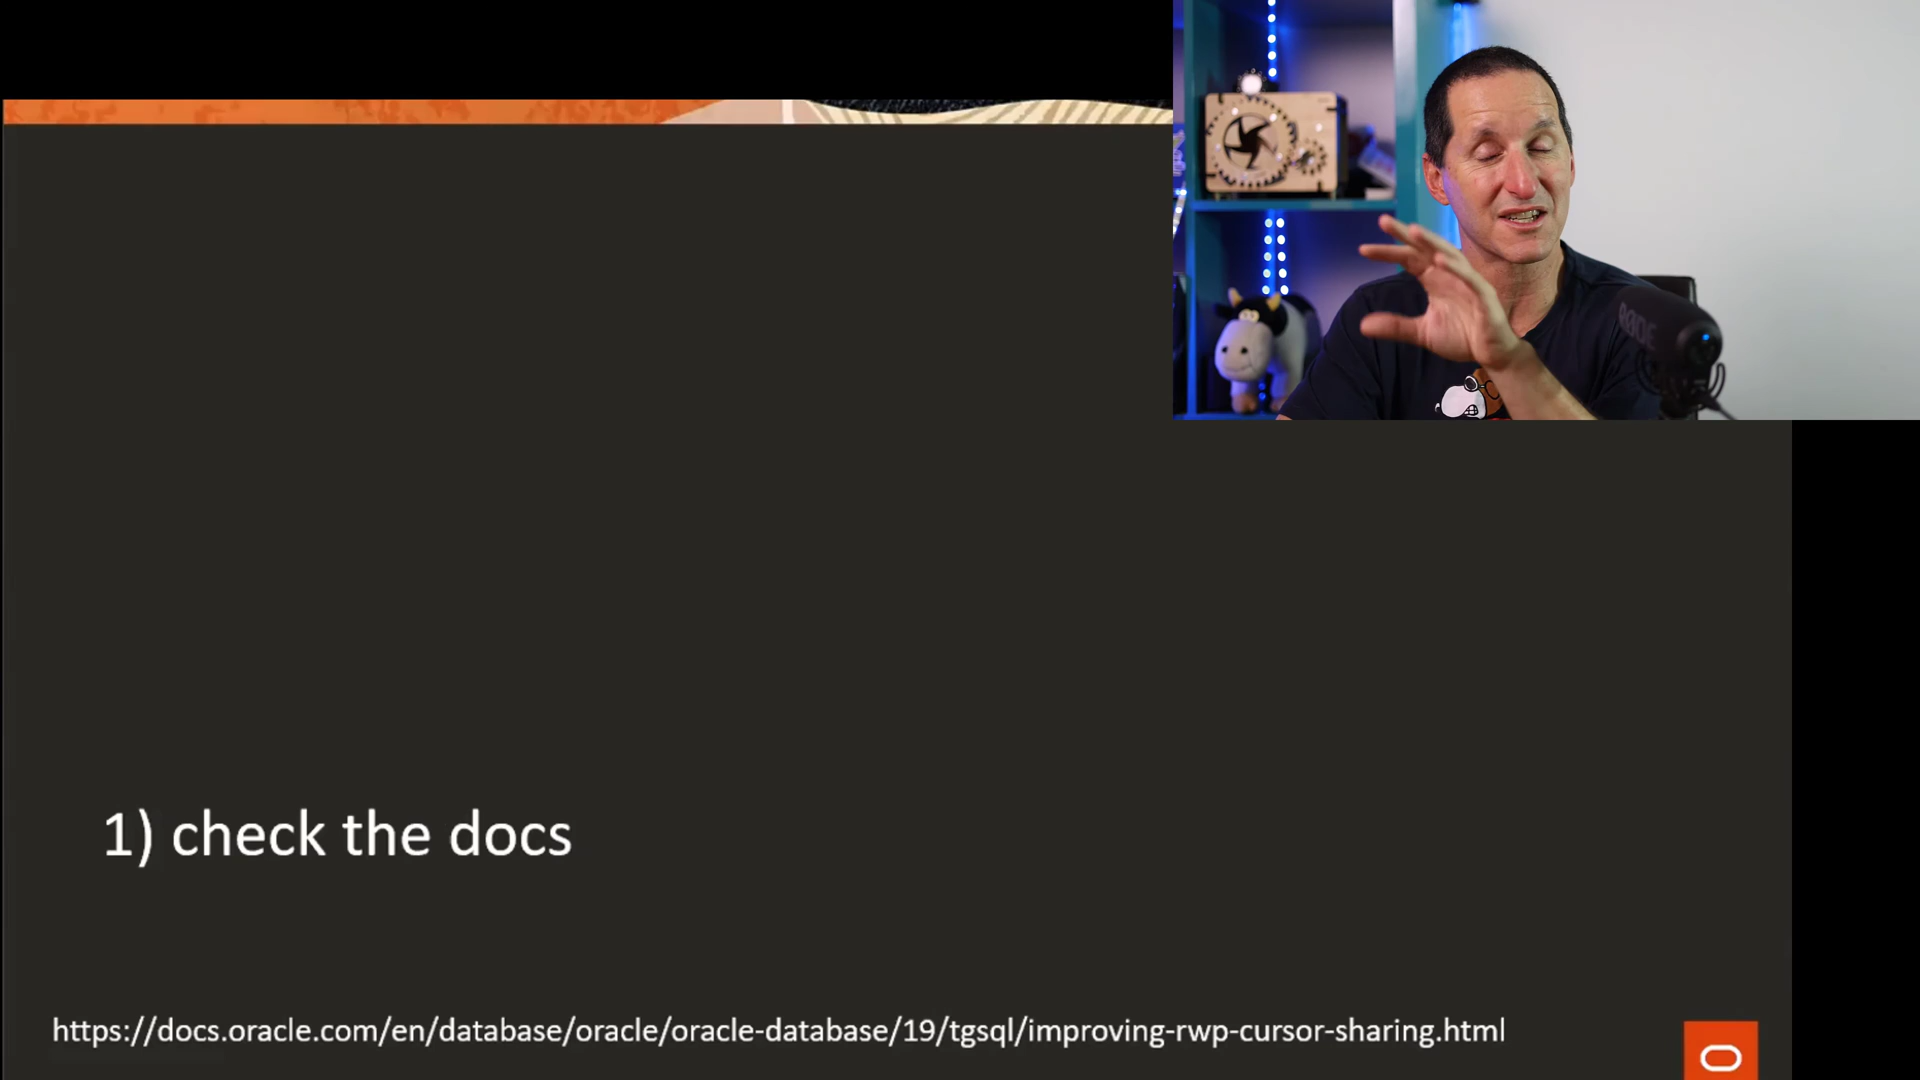 RØDE
1) check the docs
https://docs.oracle.com/en/database/oracle/oracle-database/19/tgsql/improving-rwp-cursor-sharing.html